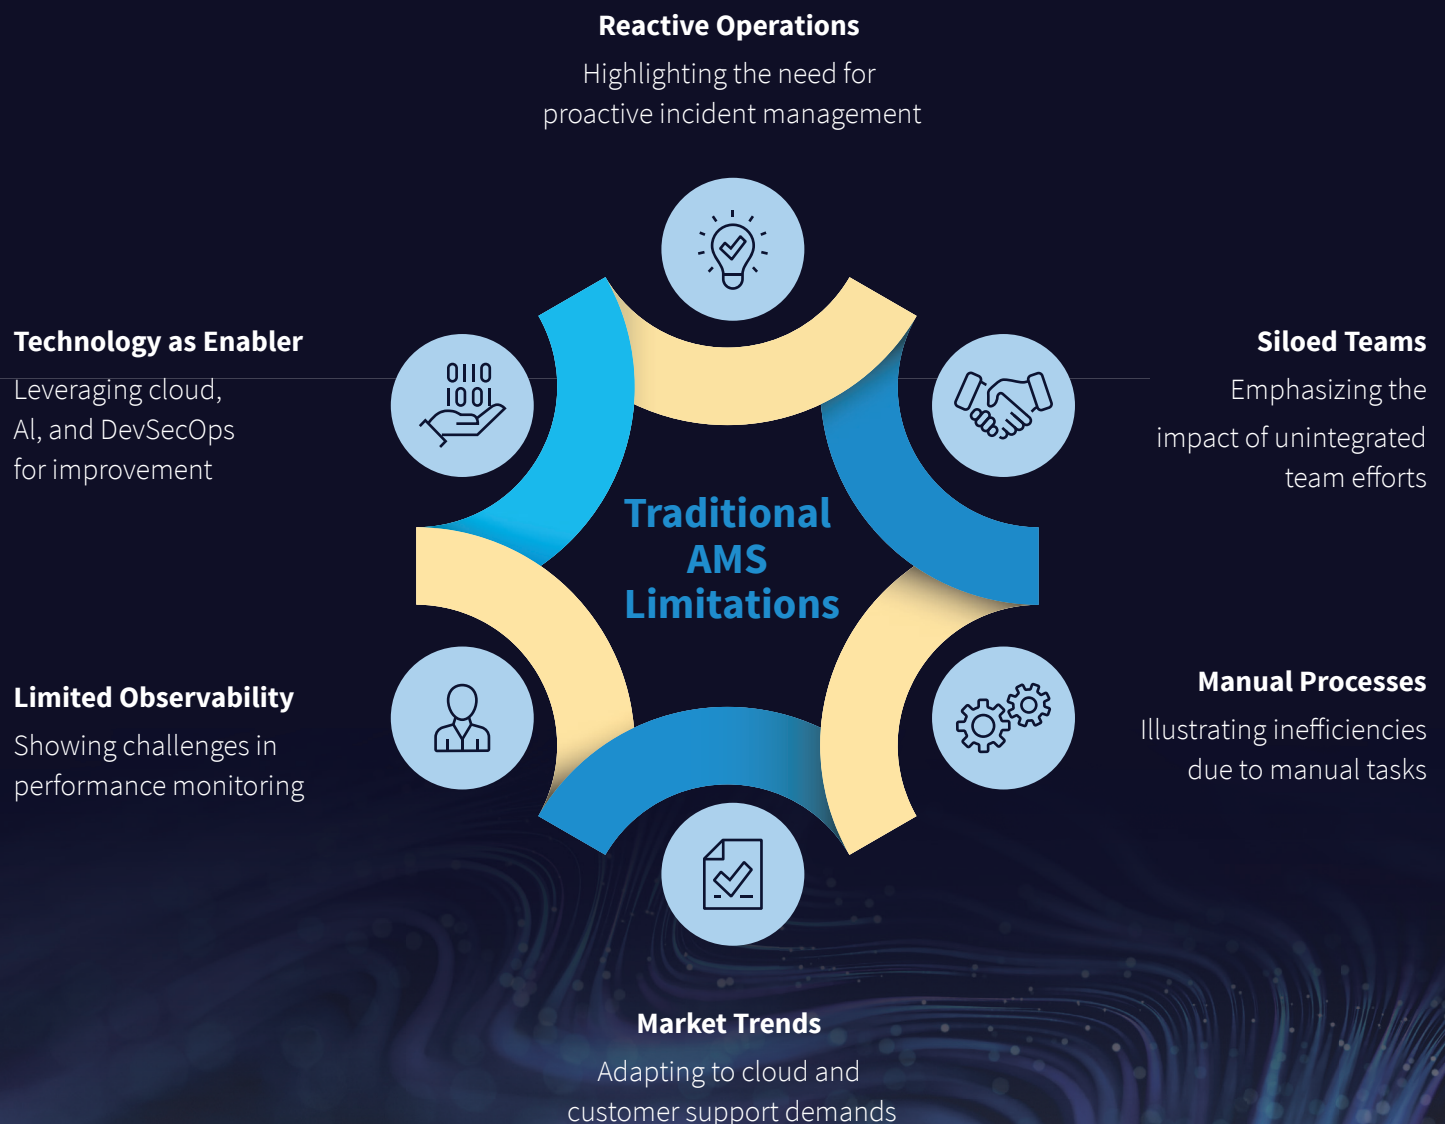 Reactive Operations
Highlighting the need for
proactive incident management
Technology as Enabler
Leveraging cloud,
Al, and DevSecOps
for improvement
0110
1001
Siloed Teams
Emphasizing the
impact of unintegrated
team efforts
Traditional
AMS
Limitations
Limited Observability
Showing challenges in
performance monitoring
Manual Processes
Illustrating inefficiencies
due to manual tasks
Market Trends
Adapting to cloud and
customer support demands